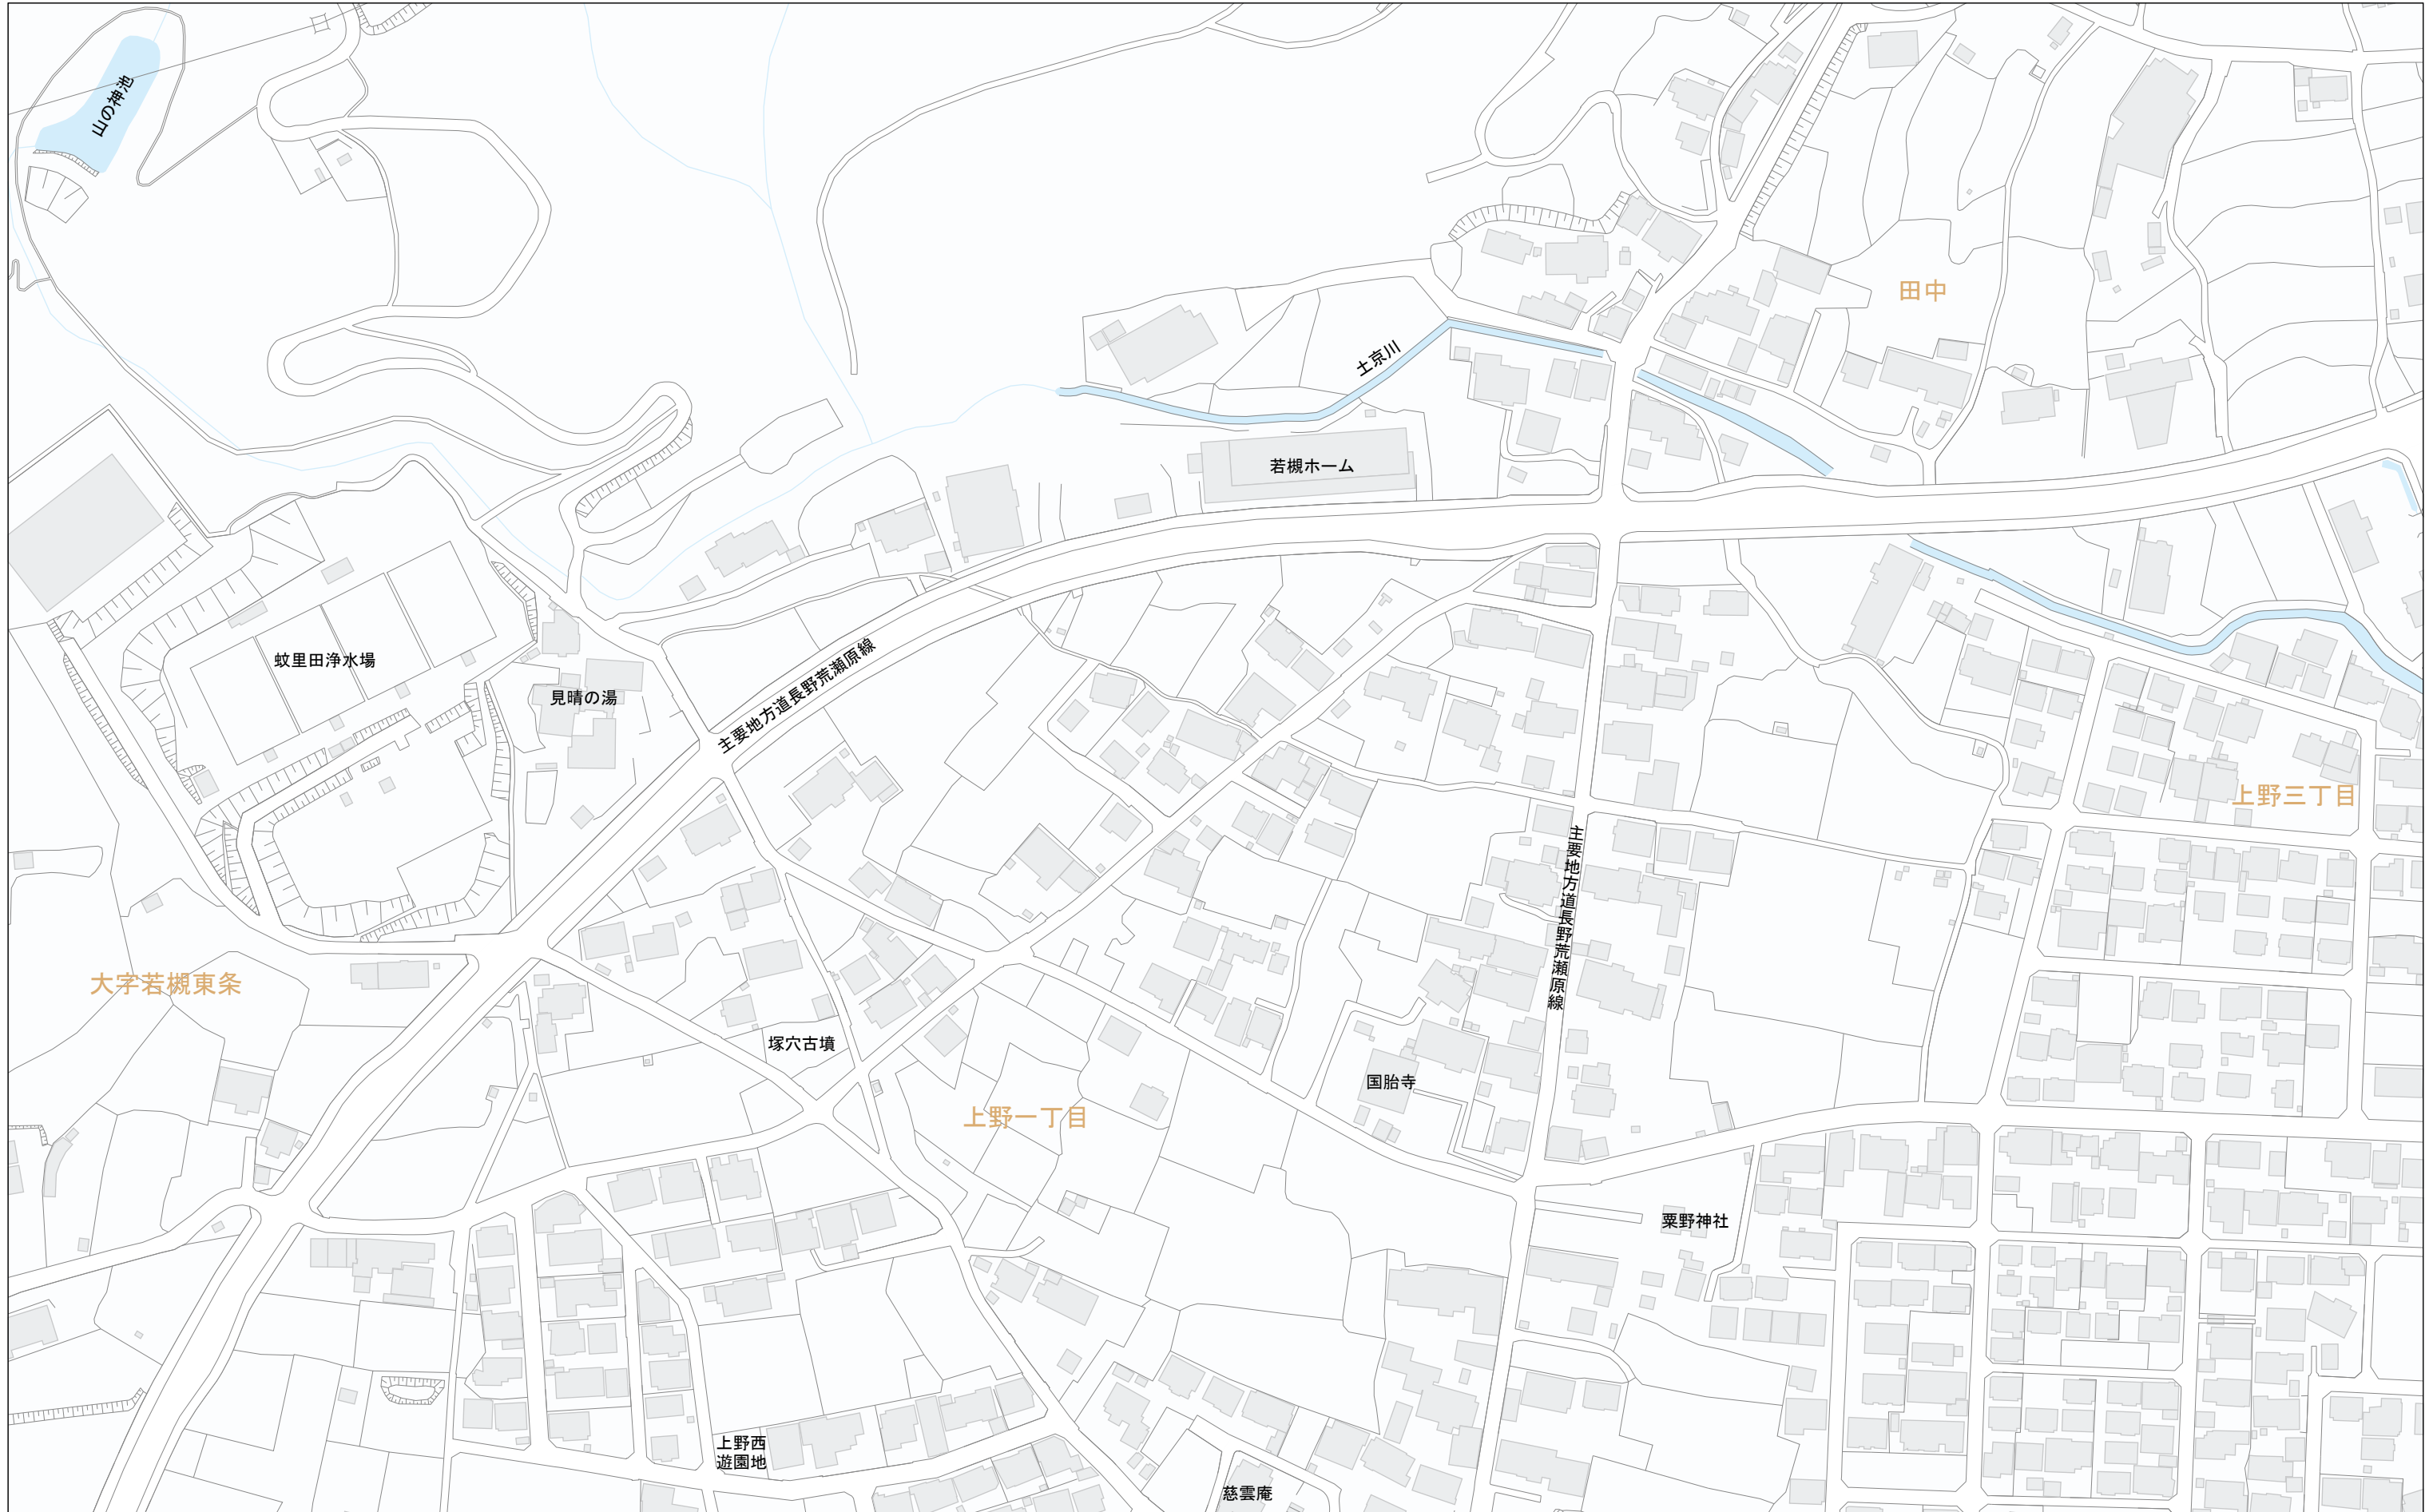 山の神池
田中
土京川
若槻ホーム
蚊里田浄水場
見晴の湯
主要地方道長野荒瀬原線
上野三丁目
主要地方道長野荒瀬原線
大字若槻東条
塚穴古墳
国胎寺
上野一丁目
粟野神社
上野西
遊園地
慈雲庵